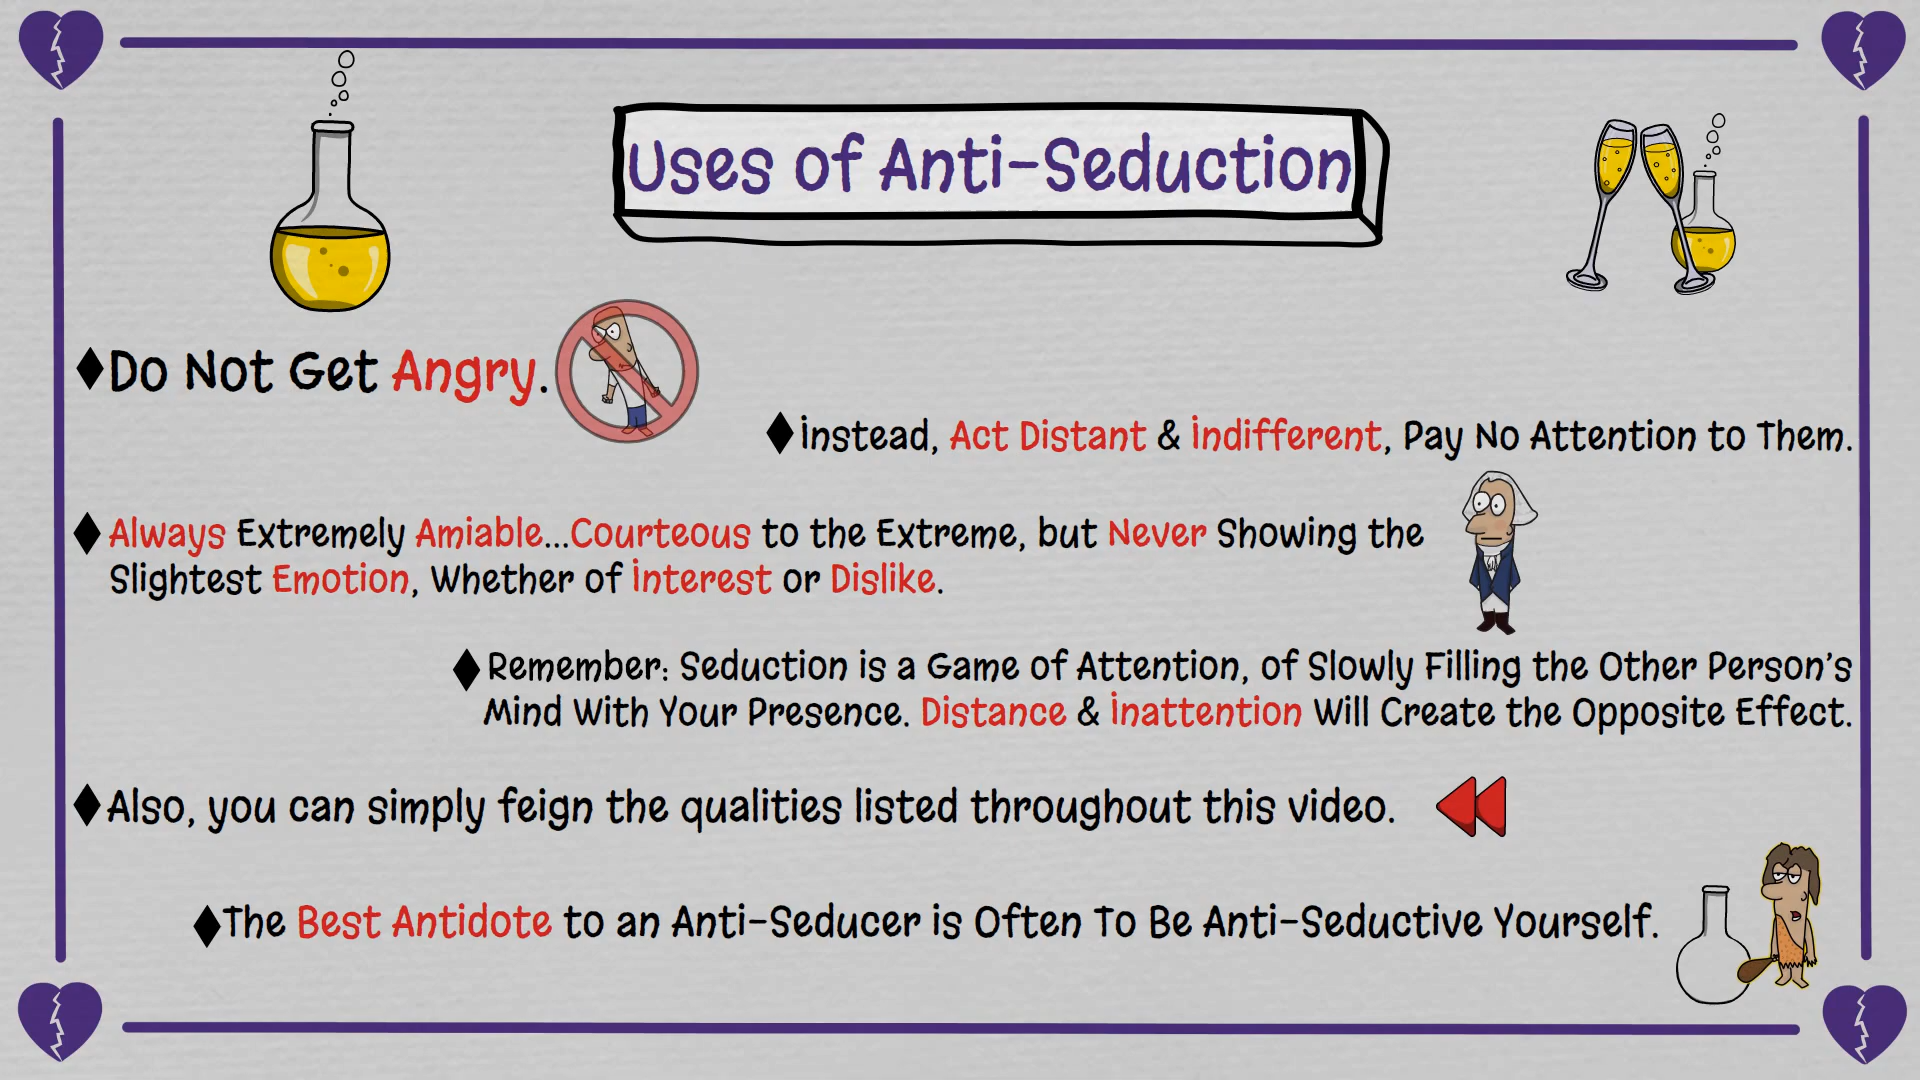 Uses of Anti-Seduction
Do Not Get Angry.
Instead, Act Distant & Indifferent, Pay No Attention to Them.
Always Extremely Amiable...Courteous to the Extreme, but Never Showing the
Slightest Emotion, Whether of Interest or Dislike.
Remember: Seduction is a Game of Attention, of Slowly Filling the Other Person's
Mind With Your Presence. Distance & Inattention Will Create the Opposite Effect.
Also, you can simply feign the qualities listed throughout this video.
The Best Antidote to an Anti-Seducer is Often To Be Anti-Seductive Yourself.